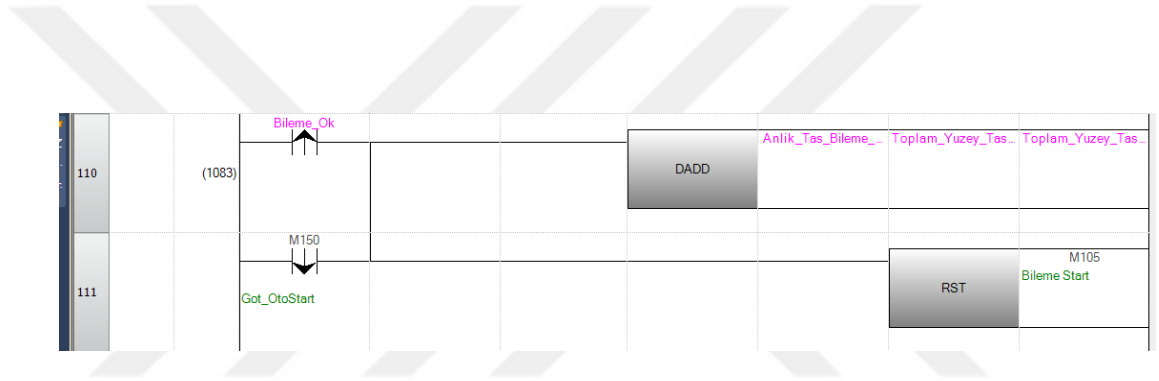 Bileme_Ok
Anlik_Tas_Bileme_... Toplam_Yuzey_Tas... Toplam_Yuzey_Tas...
110 (1083) DADD
M150
M105
Bileme Start
111 RST
Got_OtoStart